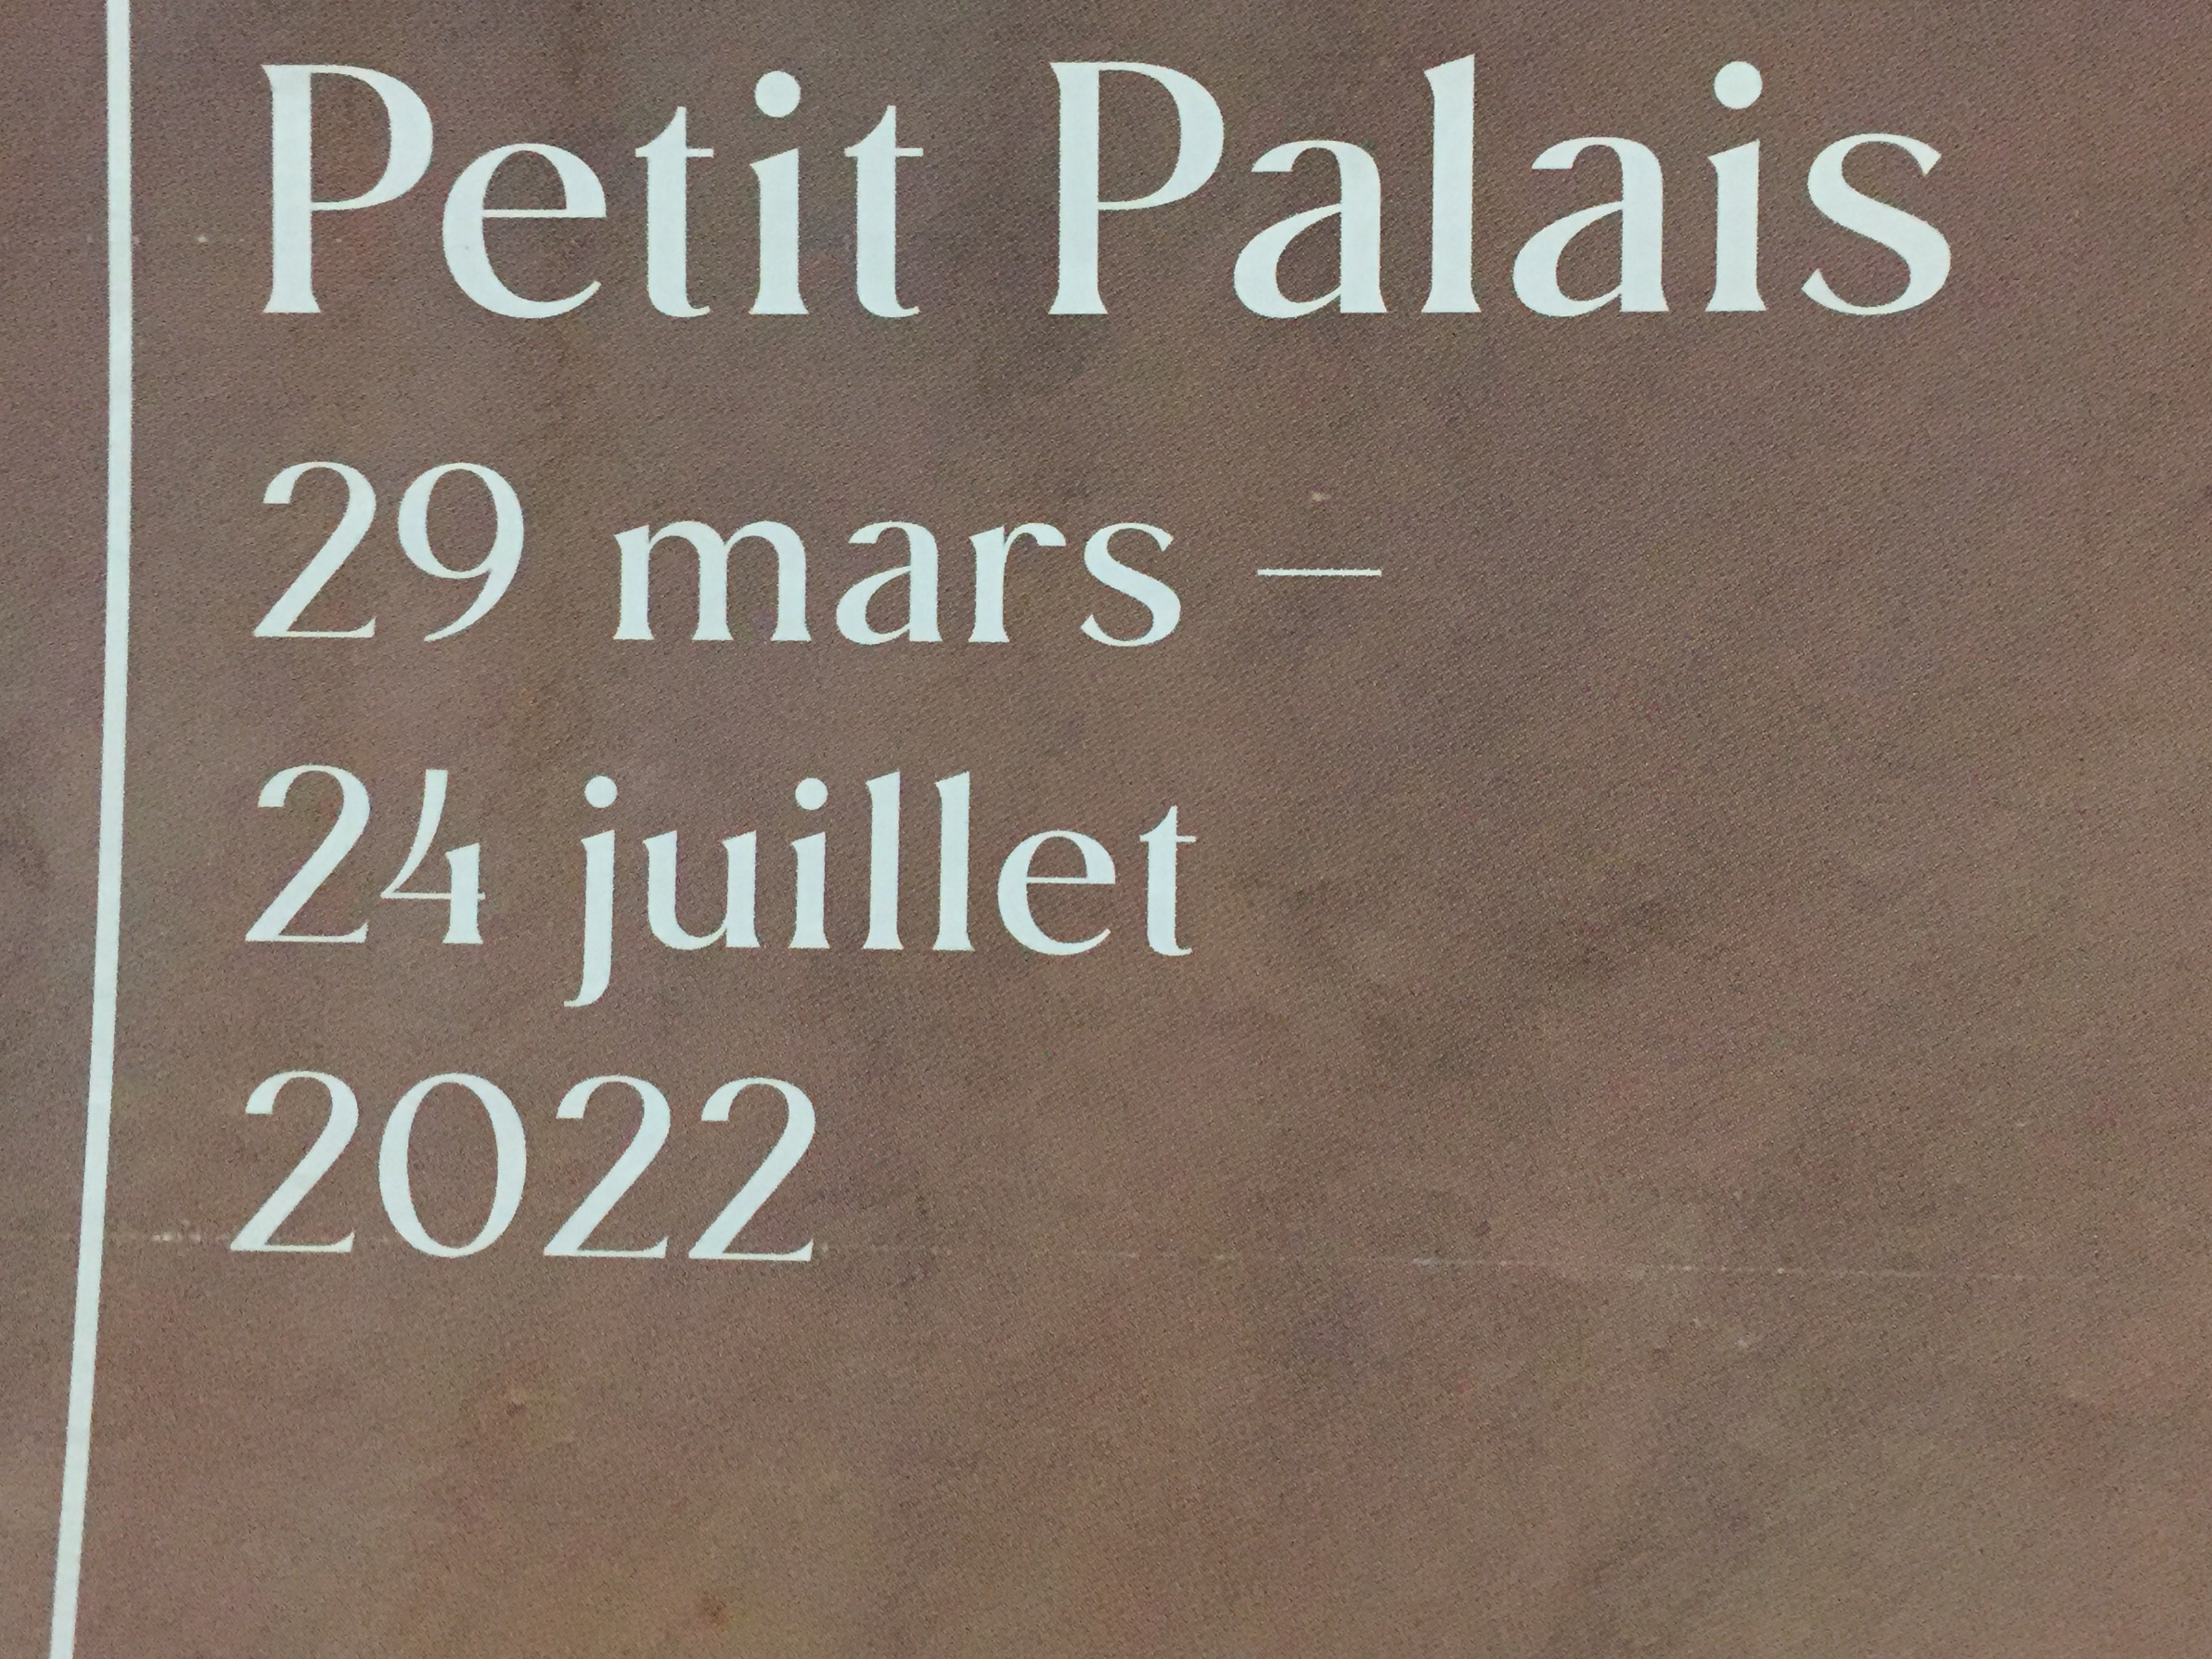 Petit Palais
29 mars –
24 juillet
2022